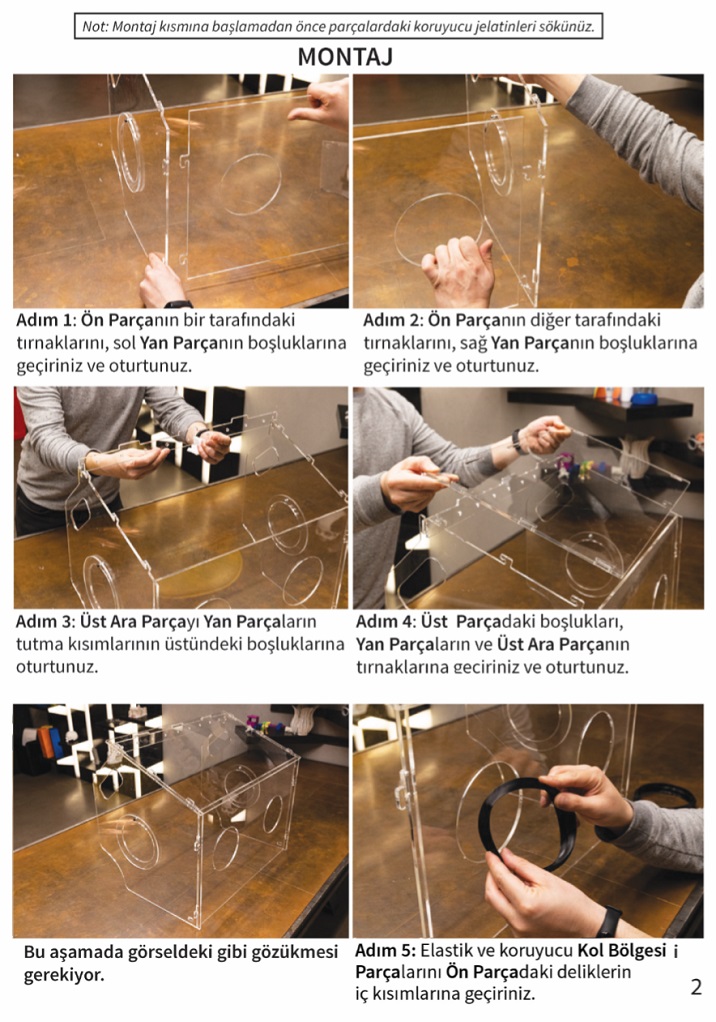 Not: Montaj kısmına başlamadan önce parçalardaki koruyucu jelatinleri sökünüz.
MONTAJ
Adım 1: Ön Parçanın bir tarafındaki
tırnaklarını, sol Yan Parçanın boşluklarına
geçiriniz ve oturtunuz.
Adım 2: Ön Parçanın diğer tarafındaki
tırnaklarını, sağ Yan Parçanın boşluklarına
geçiriniz ve oturtunuz.
Adım 3: Üst Ara Parçayı Yan Parçaların
tutma kısımlarının üstündeki boşluklarına
oturtunuz.
Adım 4: Üst Parçadaki boşlukları,
Yan Parçaların ve Üst Ara Parçanın
tırnaklarına geçiriniz ve oturtunuz.
Bu aşamada görseldeki gibi gözükmesi
gerekiyor.
Adım 5: Elastik ve koruyucu Kol Bölgesi i
Parçalarını Ön Parçadaki deliklerin
iç kısımlarına geçiriniz.
2